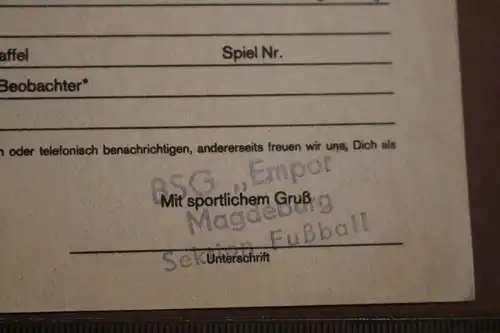 affel Spiel Nr.
Beobachter*
n oder telefonisch benachrichtigen, andererseits freuen wir uns, Dich als
BSG „Empor
Mit sportlichem Gruß
Magdeburg
Sektion Fußball
Unterschrift